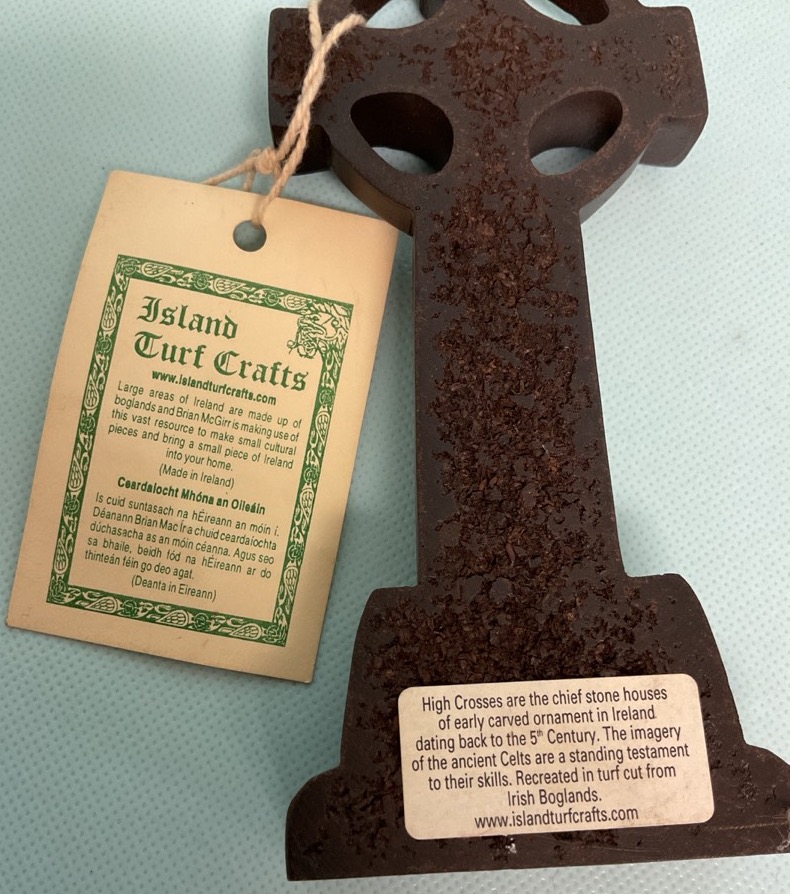 Island
Turf Crafts
www.islandturfcrafts.com
Large areas of Ireland are made up of
boglands and Brian McGirr is making use of
this vast resource to make small cultural
pieces and bring a small piece of Ireland
into your home.
(Made in Ireland)
Ceardaíocht Mhóna an Oileáin
Is cuid suntasach na hÉireann an móin í.
Déanann Brian Mac Íra chuid ceardaíochta
dúchasacha as an móin céanna. Agus seo
sa bhaile, beidh fód na hÉireann ar do
thinteán féin go deo agat.
(Deanta in Éireann)
High Crosses are the chief stone houses
of early carved ornament in Ireland
dating back to the 5th Century. The imagery
of the ancient Celts are a standing testament
to their skills. Recreated in turf cut from
Irish Boglands.
www.islandturfcrafts.com